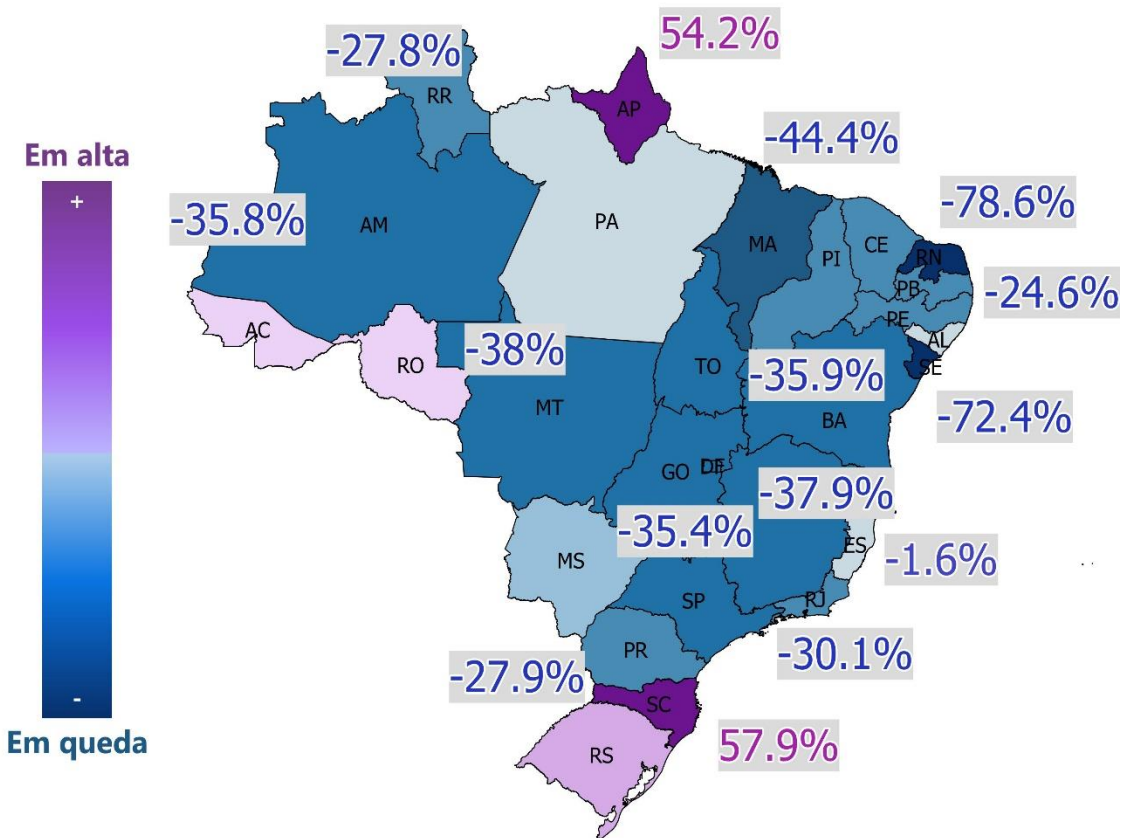 54.2%
-27.8%
RR
AP
-44.4%
Em alta
+
-78.6%
-35.8%
AM
PA
MA
PI
CE
RN
PB
-24.6%
PE
AC
RO
-38%
TO
AL
SE
-35.9%
MT
BA
-72.4%
GO
DF
-37.9%
-35.4%
MS
ES
-1.6%
SP
RJ
PR
-30.1%
-27.9%
-
SC
Em queda
57.9%
RS